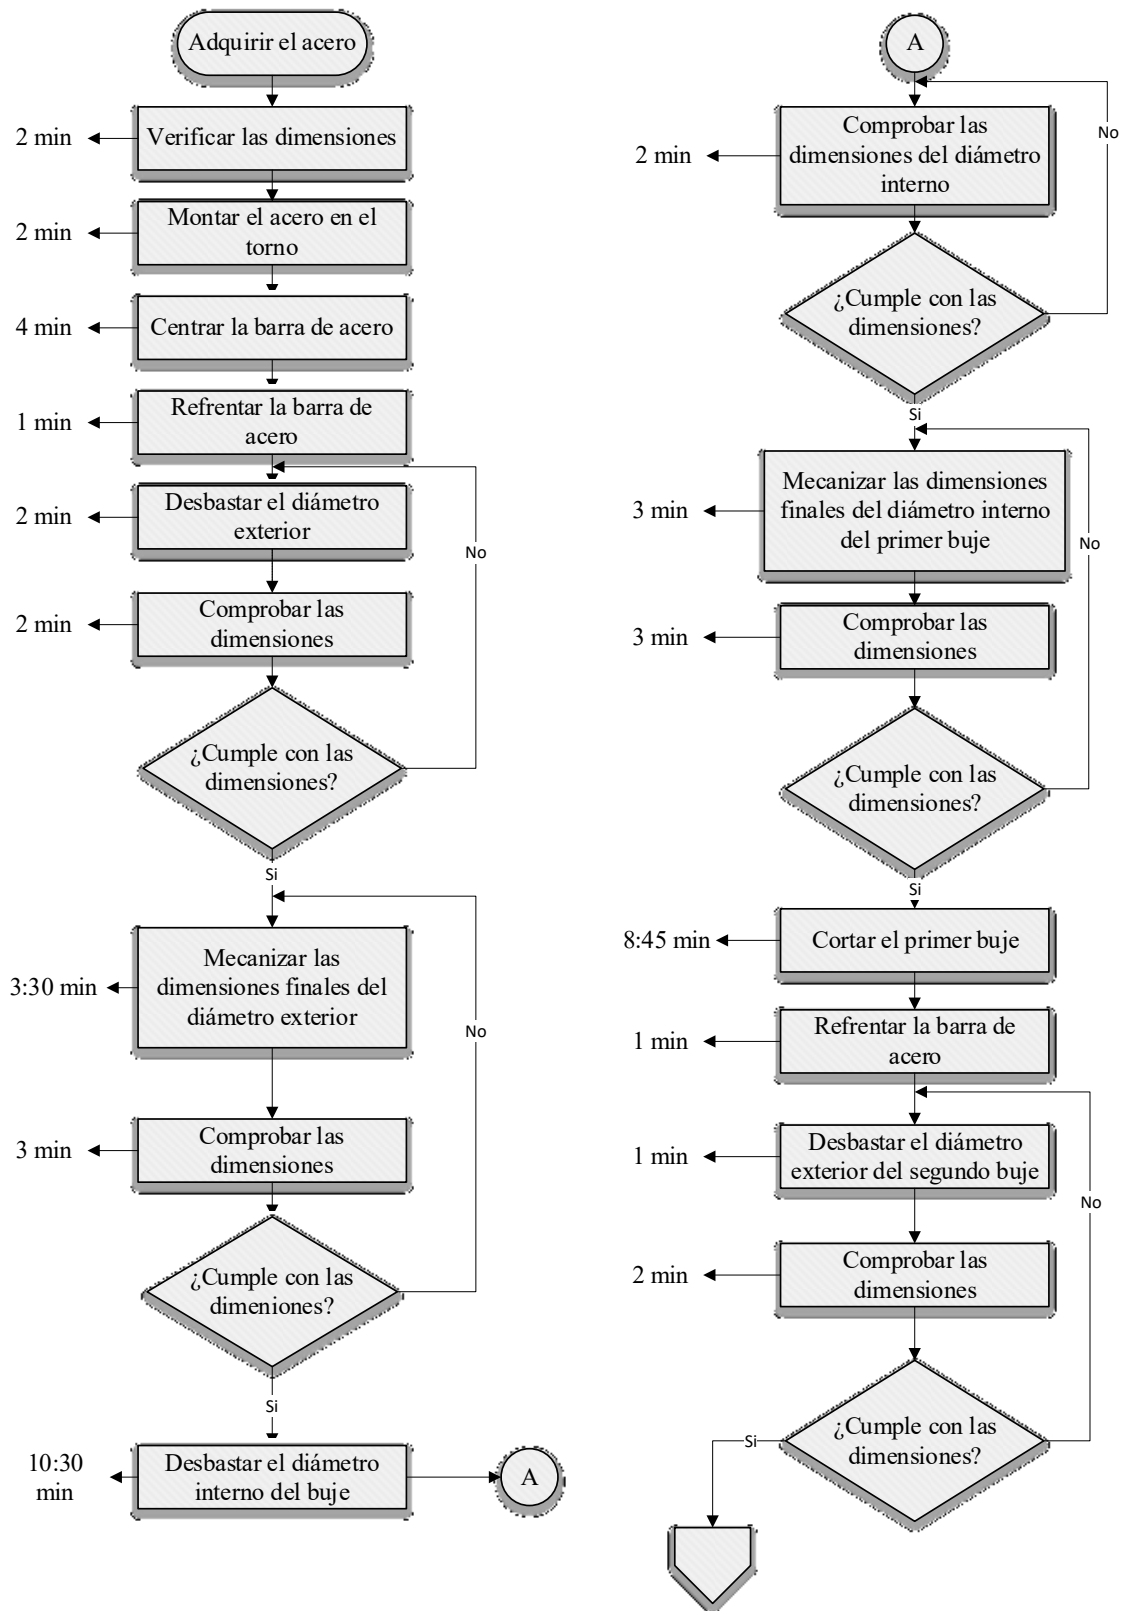 Adquirir el acero
2 min
Verificar las dimensiones
2 min
Montar el acero en el
torno
4 min
Centrar la barra de acero
1 min
Refrentar la barra de
acero
2 min
Desbastar el diámetro
exterior
No
2 min
Comprobar las
dimensiones
¿Cumple con las
dimensiones?
Si
3:30 min
Mecanizar las
dimensiones finales del
diámetro exterior
No
3 min
Comprobar las
dimensiones
¿Cumple con las
dimeniones?
Si
10:30
min
Desbastar el diámetro
interno del buje
A
A
No
2 min
Comprobar las
dimensiones del diámetro
interno
¿Cumple con las
dimensiones?
Si
3 min
Mecanizar las dimensiones
finales del diámetro interno
del primer buje
No
3 min
Comprobar las
dimensiones
¿Cumple con las
dimensiones?
Si
8:45 min
Cortar el primer buje
1 min
Refrentar la barra de
acero
1 min
Desbastar el diámetro
exterior del segundo buje
No
2 min
Comprobar las
dimensiones
¿Cumple con las
dimensiones?
Si